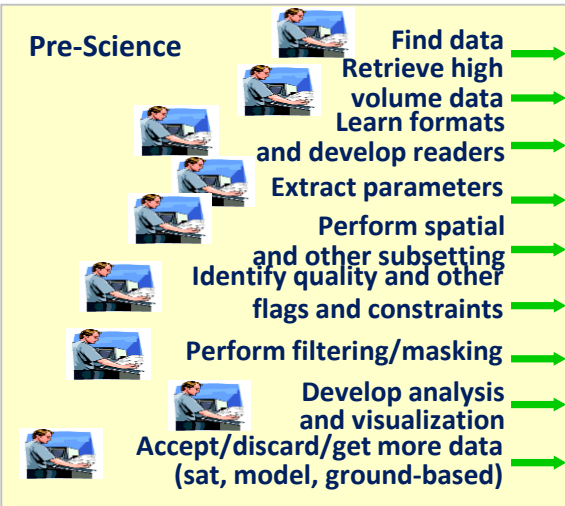 Pre-Science
Find data
Retrieve high
volume data
Learn formats
and develop readers
Extract parameters
Perform spatial
and other subsetting
Identify quality and other
flags and constraints
Perform filtering/masking
Develop analysis
and visualization
Accept/discard/get more data
(sat, model, ground-based)